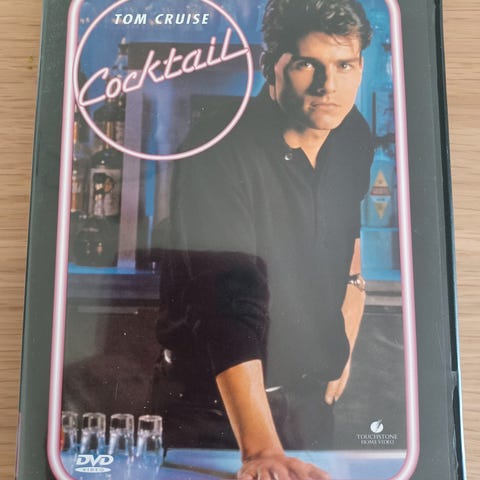 TOM CRUISE
Cocktail
DVD
VIDEO
TOUCHSTONE
HOME VIDEO